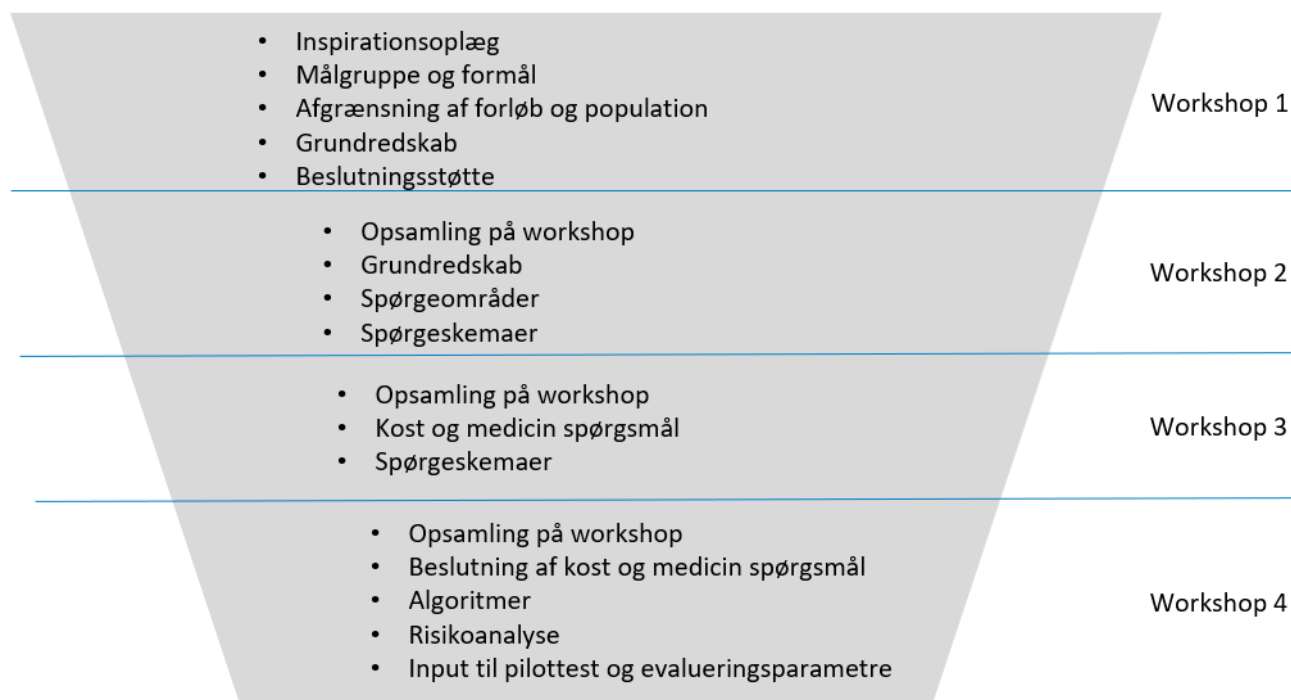 • Inspirationsoplæg
• Målgruppe og formål
• Afgrænsning af forløb og population
• Grundredskab
• Beslutningsstøtte
Workshop 1
• Opsamling på workshop
• Grundredskab
• Spørgeområder
• Spørgeskemaer
Workshop 2
• Opsamling på workshop
• Kost og medicin spørgsmål
• Spørgeskemaer
Workshop 3
• Opsamling på workshop
• Beslutning af kost og medicin spørgsmål
• Algoritmer
• Risikoanalyse
• Input til pilottest og evalueringsparametre
Workshop 4